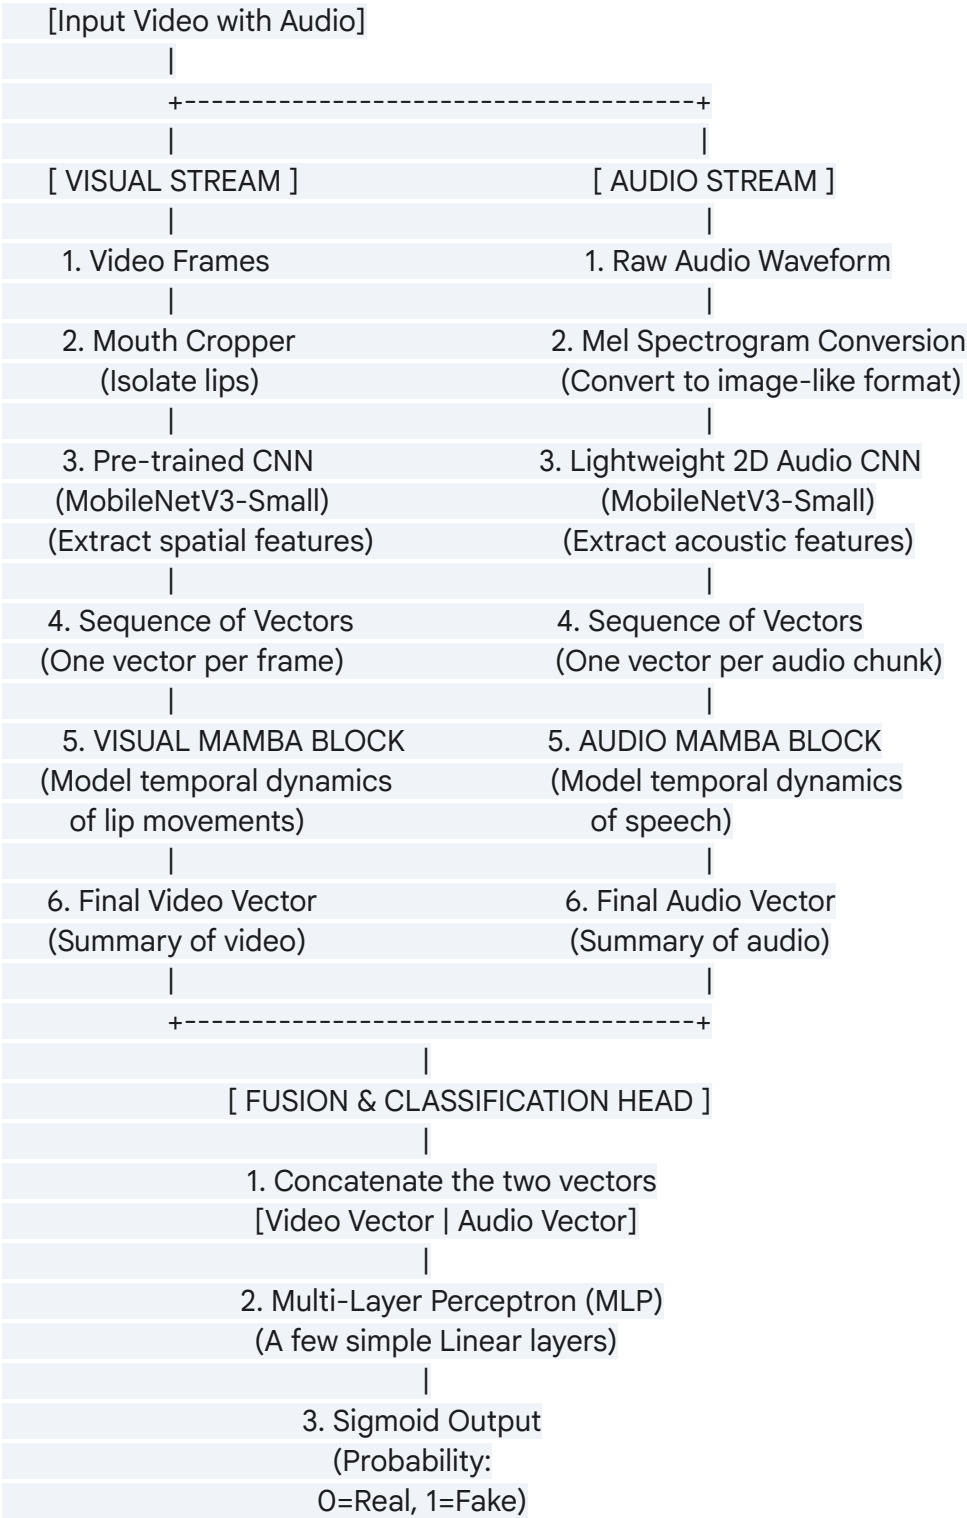 [Input Video with Audio]
|
+--------------------------------------+
| |
[ VISUAL STREAM ] [ AUDIO STREAM ]
| |
1. Video Frames 1. Raw Audio Waveform
| |
2. Mouth Cropper 2. Mel Spectrogram Conversion
(Isolate lips) (Convert to image-like format)
| |
3. Pre-trained CNN 3. Lightweight 2D Audio CNN
(MobileNetV3-Small) (MobileNetV3-Small)
(Extract spatial features) (Extract acoustic features)
| |
4. Sequence of Vectors 4. Sequence of Vectors
(One vector per frame) (One vector per audio chunk)
| |
5. VISUAL MAMBA BLOCK 5. AUDIO MAMBA BLOCK
(Model temporal dynamics (Model temporal dynamics
of lip movements) of speech)
| |
6. Final Video Vector 6. Final Audio Vector
(Summary of video) (Summary of audio)
| |
+--------------------------------------+
|
[ FUSION & CLASSIFICATION HEAD ]
|
1. Concatenate the two vectors
[Video Vector | Audio Vector]
|
2. Multi-Layer Perceptron (MLP)
(A few simple Linear layers)
|
3. Sigmoid Output
(Probability:
0=Real, 1=Fake)